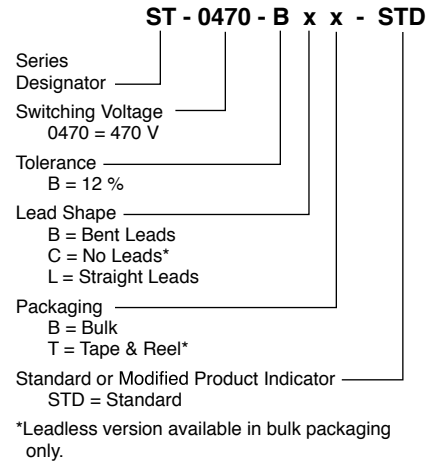 ST - 0470 - B x x - STD
Series
Designator
Switching Voltage
0470 = 470 V
Tolerance
B = 12 %
Lead Shape
B = Bent Leads
C = No Leads*
L = Straight Leads
Packaging
B = Bulk
T = Tape & Reel*
Standard or Modified Product Indicator
STD = Standard
*Leadless version available in bulk packaging
only.